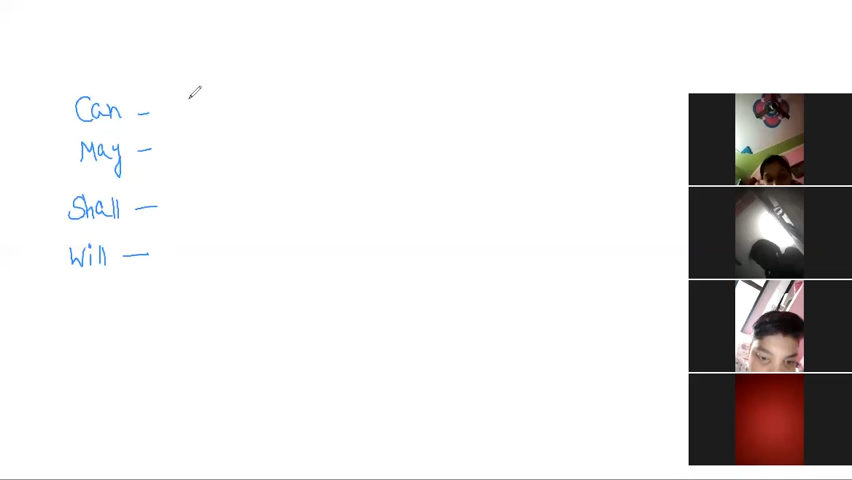 Can –
May –
Shall –
Will –